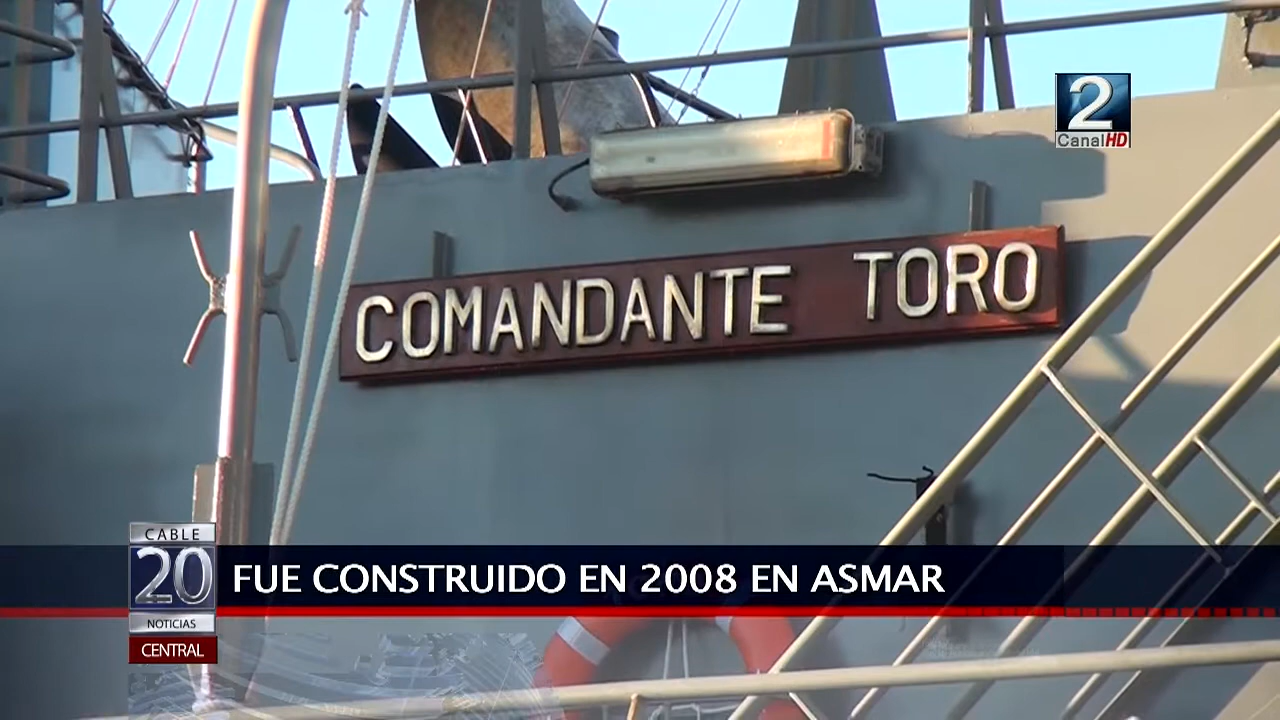 2
CanalHD
COMANDANTE TORO
CABLE
20
NOTICIAS
CENTRAL
FUE CONSTRUIDO EN 2008 EN ASMAR